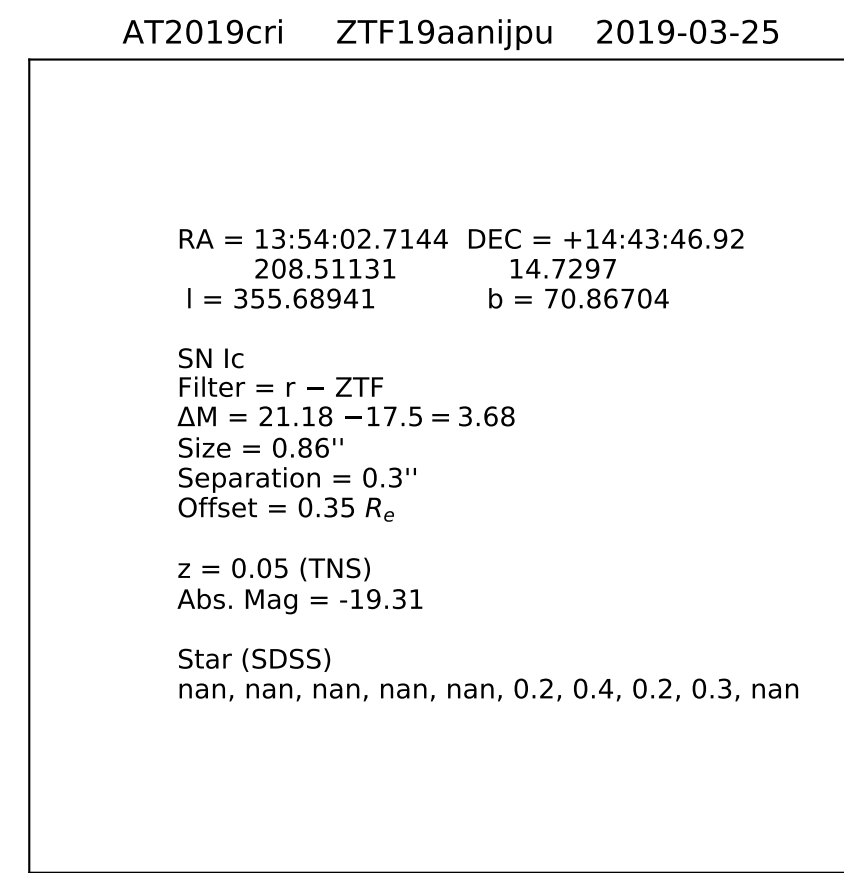 AT2019cri ZTF19aanijpu 2019-03-25
RA = 13:54:02.7144 DEC = +14:43:46.92
208.51131 14.7297
l = 355.68941 b = 70.86704
SN Ic
Filter = r − ZTF
ΔM = 21.18 −17.5 = 3.68
Size = 0.86''
Separation = 0.3''
Offset = 0.35 Rₑ
z = 0.05 (TNS)
Abs. Mag = -19.31
Star (SDSS)
nan, nan, nan, nan, nan, 0.2, 0.4, 0.2, 0.3, nan